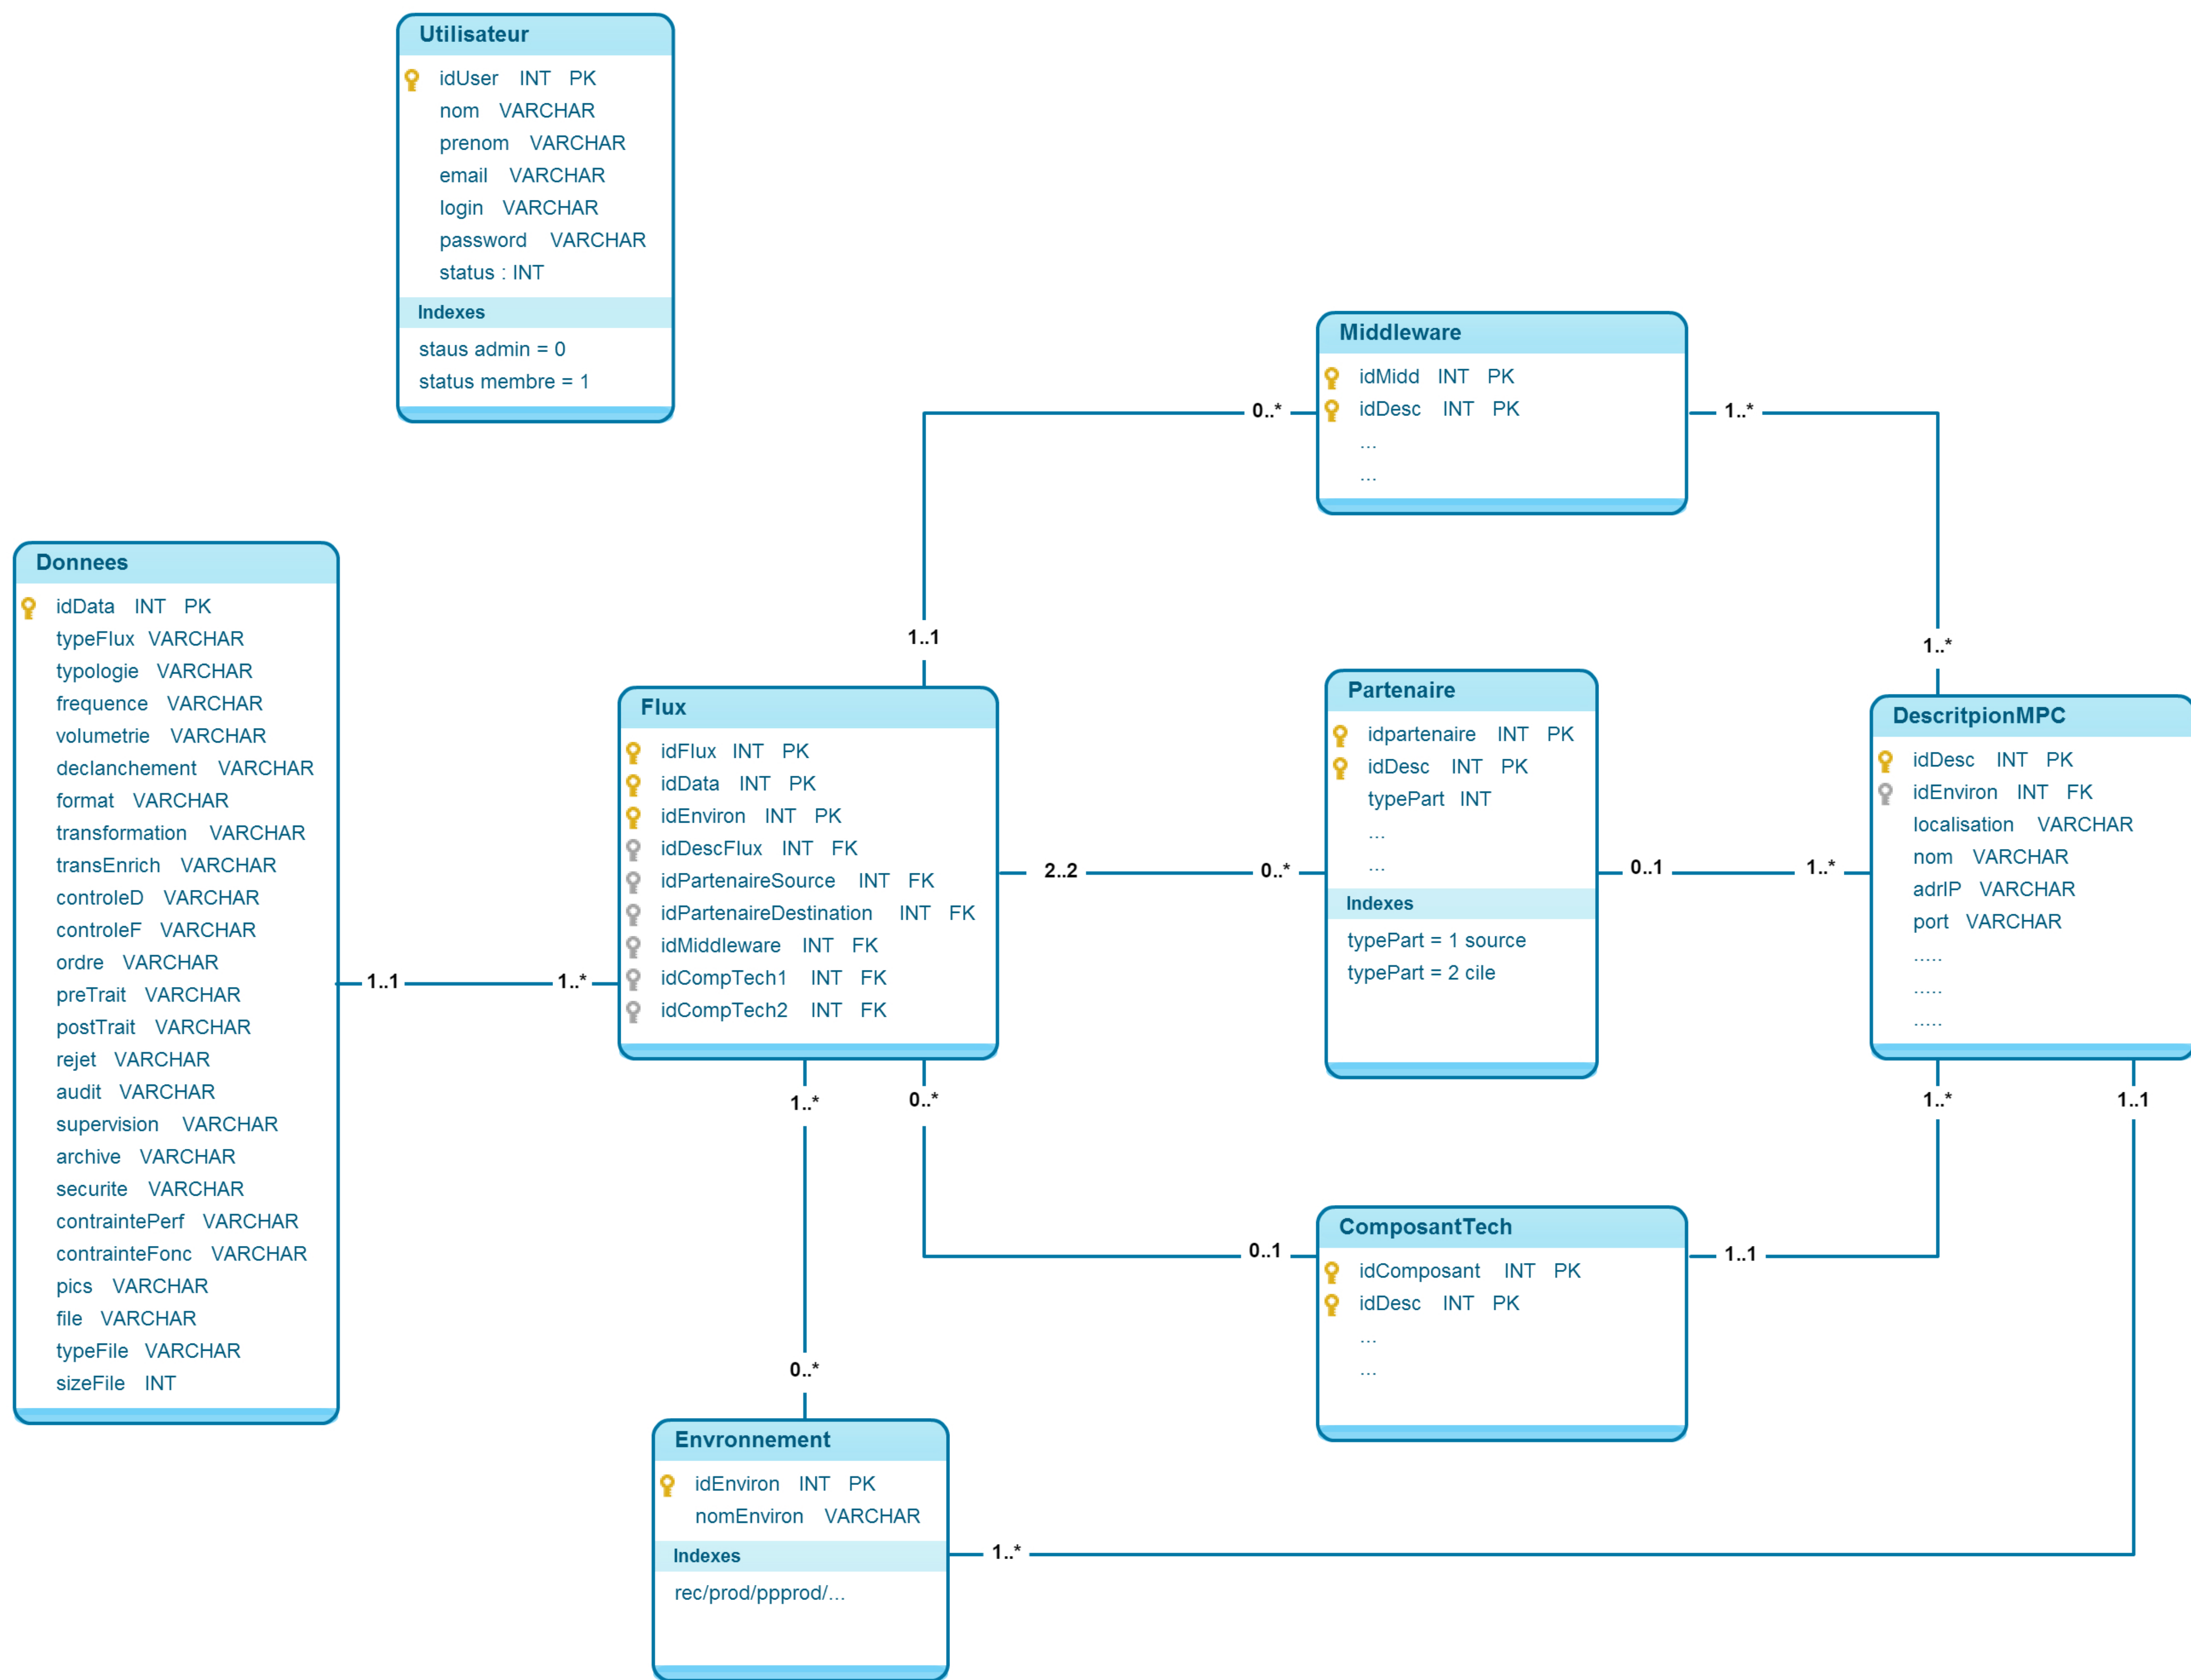 Utilisateur
idUser INT PK
nom VARCHAR
prenom VARCHAR
email VARCHAR
login VARCHAR
password VARCHAR
status : INT
Indexes
staus admin = 0
status membre = 1
Middleware
idMidd INT PK
idDesc INT PK
...
...
0..*
1..*
1..1
1..*
Donnees
idData INT PK
typeFlux VARCHAR
typologie VARCHAR
frequence VARCHAR
volumetrie VARCHAR
declanchement VARCHAR
format VARCHAR
transformation VARCHAR
transEnrich VARCHAR
controleD VARCHAR
controleF VARCHAR
ordre VARCHAR
preTrait VARCHAR
postTrait VARCHAR
rejet VARCHAR
audit VARCHAR
supervision VARCHAR
archive VARCHAR
securite VARCHAR
contraintePerf VARCHAR
contrainteFonc VARCHAR
pics VARCHAR
file VARCHAR
typeFile VARCHAR
sizeFile INT
1..1
1..*
Flux
idFlux INT PK
idData INT PK
idEnviron INT PK
idDescFlux INT FK
idPartenaireSource INT FK
idPartenaireDestination INT FK
idMiddleware INT FK
idCompTech1 INT FK
idCompTech2 INT FK
2..2
0..*
Partenaire
idpartenaire INT PK
idDesc INT PK
typePart INT
...
...
Indexes
typePart = 1 source
typePart = 2 cile
0..1
1..*
DescritpionMPC
idDesc INT PK
idEnviron INT FK
localisation VARCHAR
nom VARCHAR
adrIP VARCHAR
port VARCHAR
.....
.....
.....
1..*
0..*
1..*
1..1
0..1
1..1
ComposantTech
idComposant INT PK
idDesc INT PK
...
...
0..*
Envronnement
idEnviron INT PK
nomEnviron VARCHAR
Indexes
rec/prod/ppprod/...
1..*